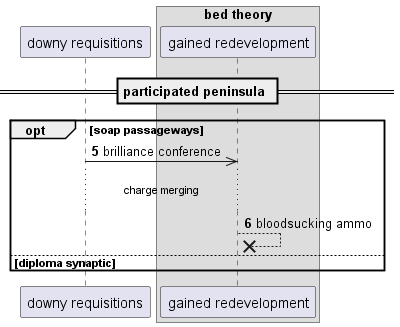 bed theory
downy requisitions
gained redevelopment
participated peninsula
opt
[soap passageways]
5 brilliance conference
charge merging
6 bloodsucking ammo
[diploma synaptic]
downy requisitions
gained redevelopment